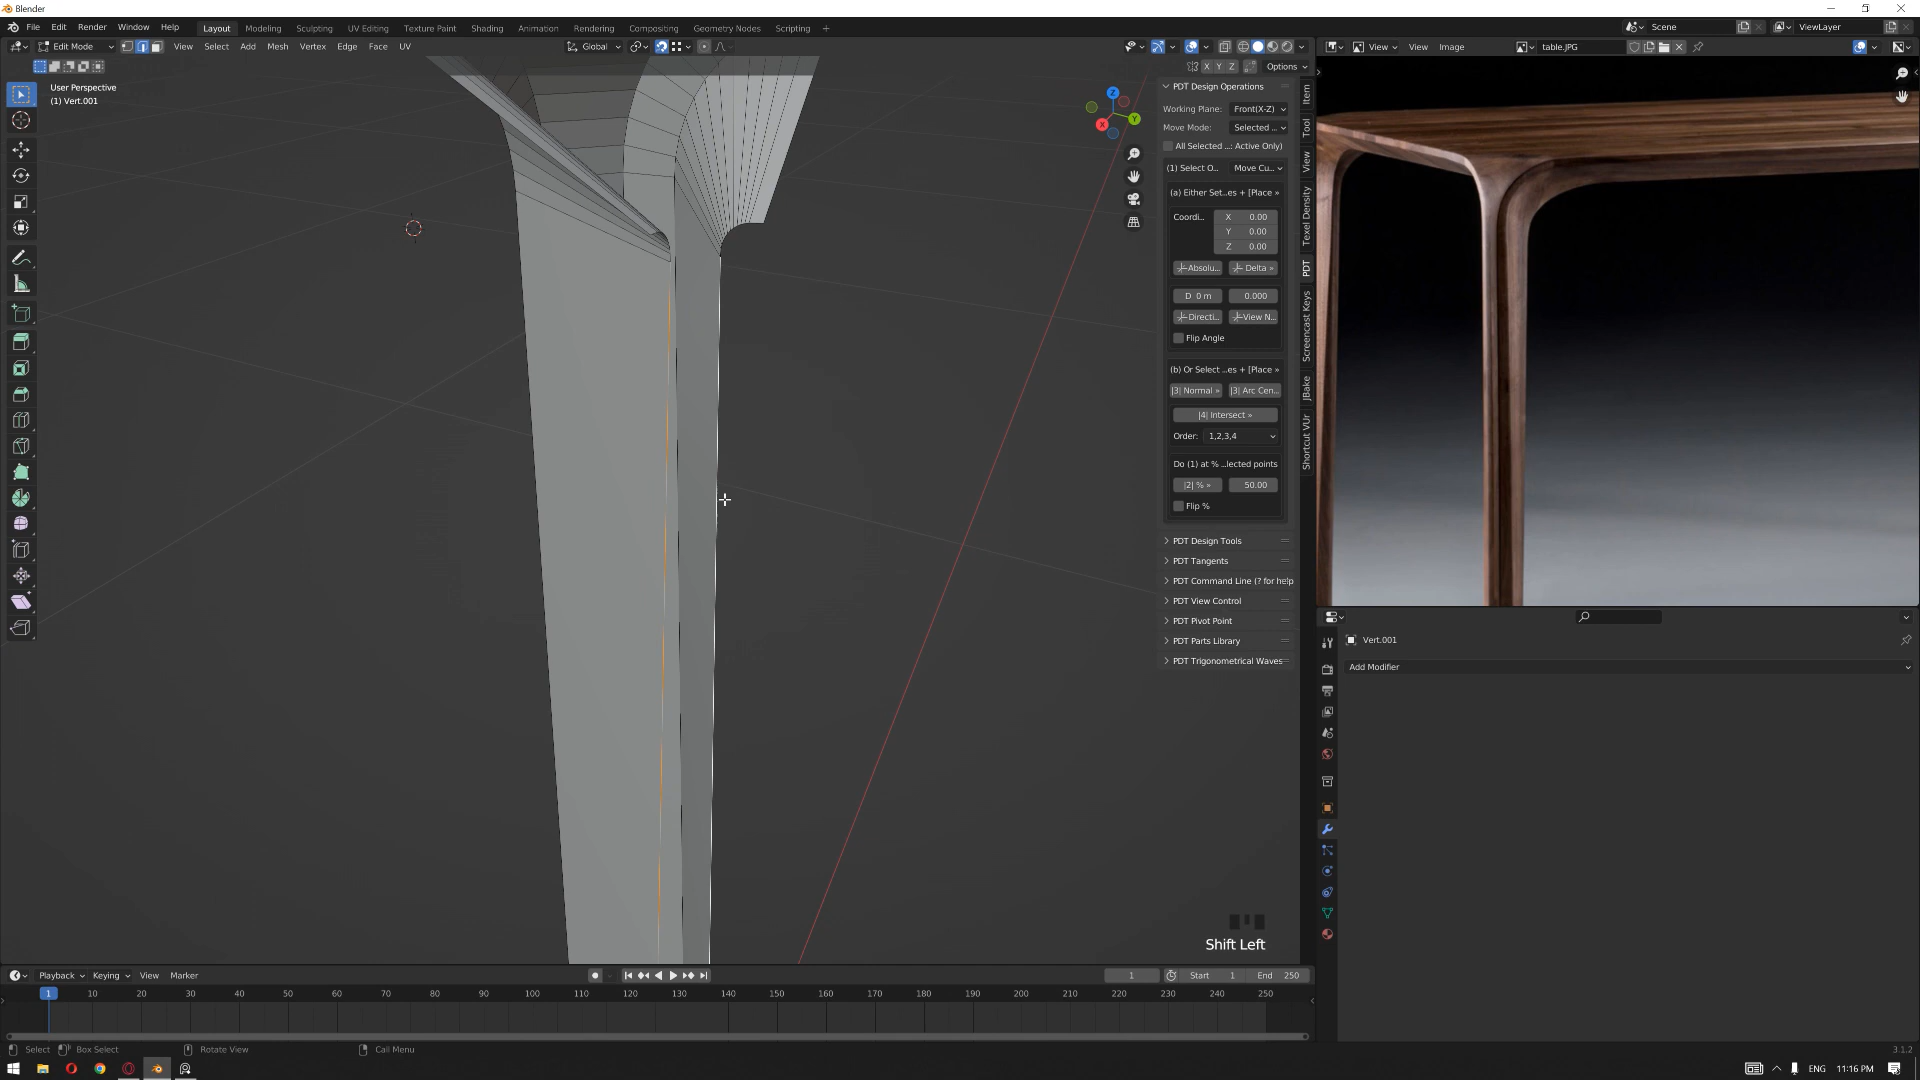 Blender
File Edit Render Window Help Layout Modeling Sculpting UV Editing Texture Paint Shading Animation Rendering Compositing Geometry Nodes Scripting + Scene ViewLayer
Edit Mode View Select Add Mesh Vertex Edge Face UV Global View View Image table.JPG
X Y Z Options
User Perspective
(1) Vert.001
PDT Design Operations
Working Plane: Front(X-Z)
Move Mode: Selected ...
All Selected ...: Active Only)
(1) Select O... Move Cu...
(a) Either Set...es + [Place »
Coordi... X 0.00
Y 0.00
Z 0.00
Absolu... Delta »
D 0 m 0.000
Directi... View N...
Flip Angle
(b) Or Select ...es + [Place »
|3| Normal » |3| Arc Cen...
|4| Intersect »
Order: 1,2,3,4
Do (1) at % ...lected points
|2| % » 50.00
Flip %
PDT Design Tools
PDT Tangents
PDT Command Line (? for help
PDT View Control
PDT Pivot Point
PDT Parts Library
PDT Trigonometrical Waves
Item
Tool
View
Texel Density
PDT
Screencast Keys
JBake
Shortcut VUr
Z
Y
X
Vert.001
Add Modifier
Shift Left
Playback Keying View Marker 1 Start 1 End 250
1 10 20 30 40 50 60 70 80 90 100 110 120 130 140 150 160 170 180 190 200 210 220 230 240 250
Select Box Select Rotate View Call Menu 3.1.2
ENG 11:16 PM